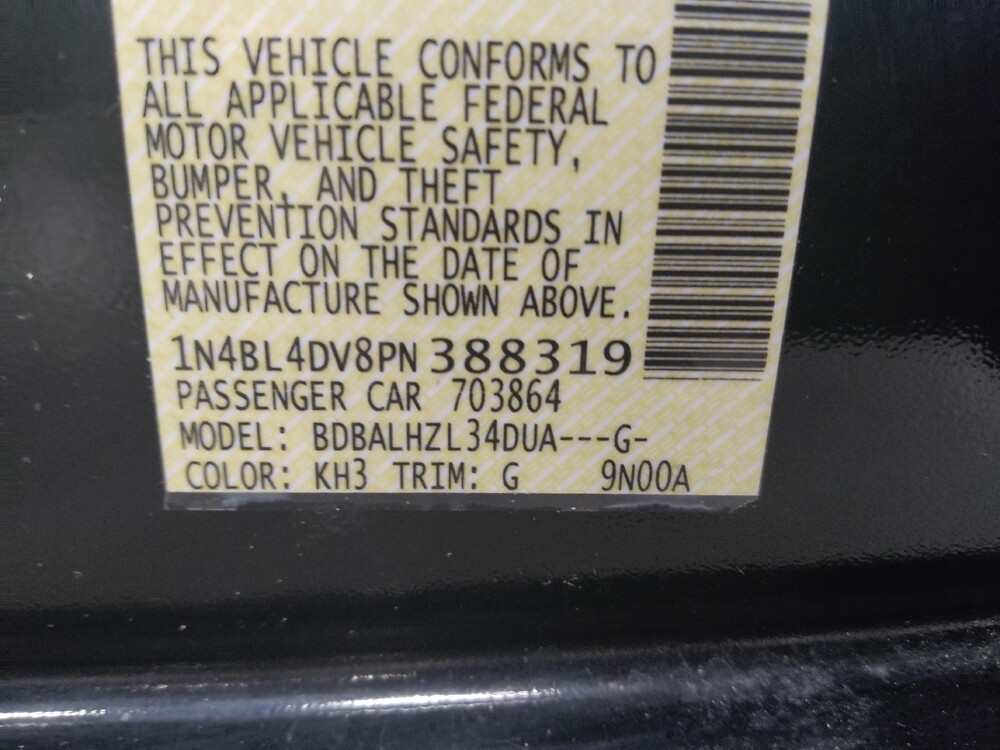 THIS VEHICLE CONFORMS TO
ALL APPLICABLE FEDERAL
MOTOR VEHICLE SAFETY,
BUMPER, AND THEFT
PREVENTION STANDARDS IN
EFFECT ON THE DATE OF
MANUFACTURE SHOWN ABOVE.
1N4BL4DV8PN388319
PASSENGER CAR 703864
MODEL: BDBALHZL34DUA---G-
COLOR: KH3 TRIM: G 9N00A